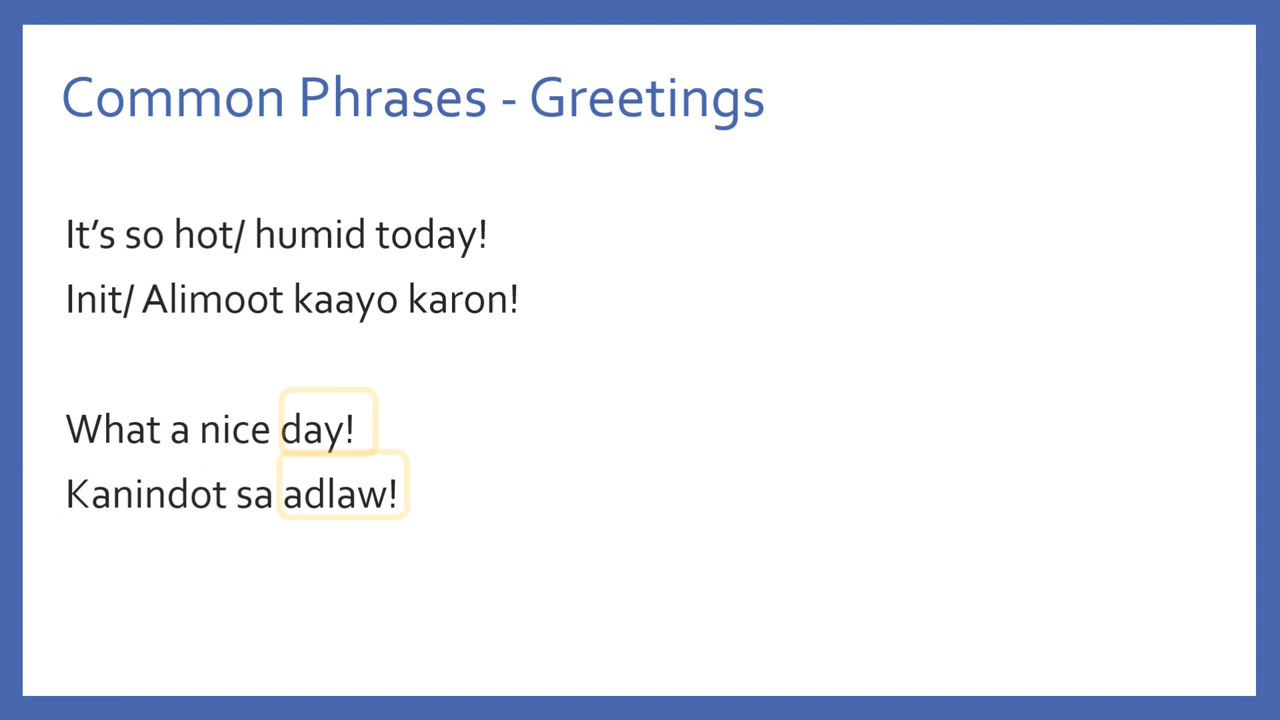 Common Phrases - Greetings
It’s so hot/ humid today!
Init/ Alimoot kaayo karon!
What a nice day!
Kanindot sa adlaw!